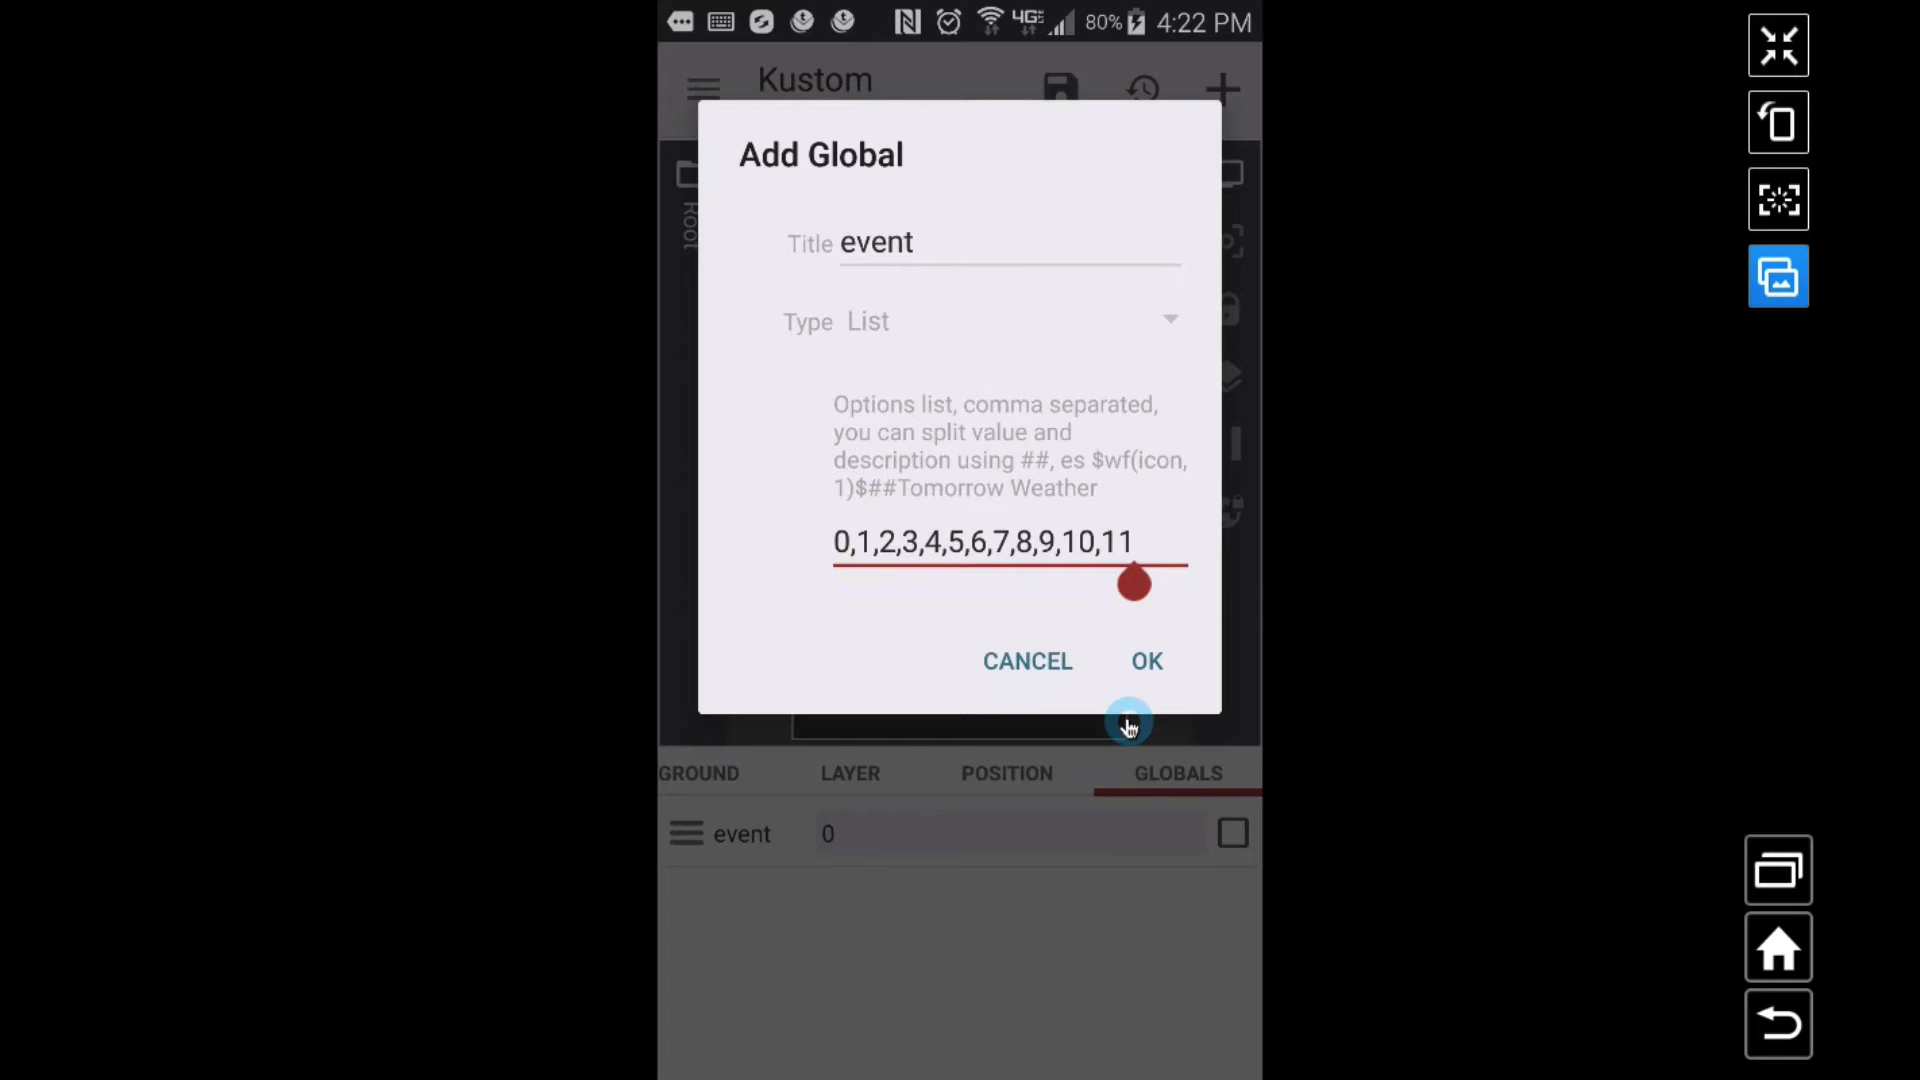 4G
80%
4:22 PM
Kustom
Root
Add Global
Title event
Type List
Options list, comma separated,
you can split value and
description using ##, es $wf(icon,
1)$##Tomorrow Weather
0,1,2,3,4,5,6,7,8,9,10,11
CANCEL OK
GROUND LAYER POSITION GLOBALS
event 0